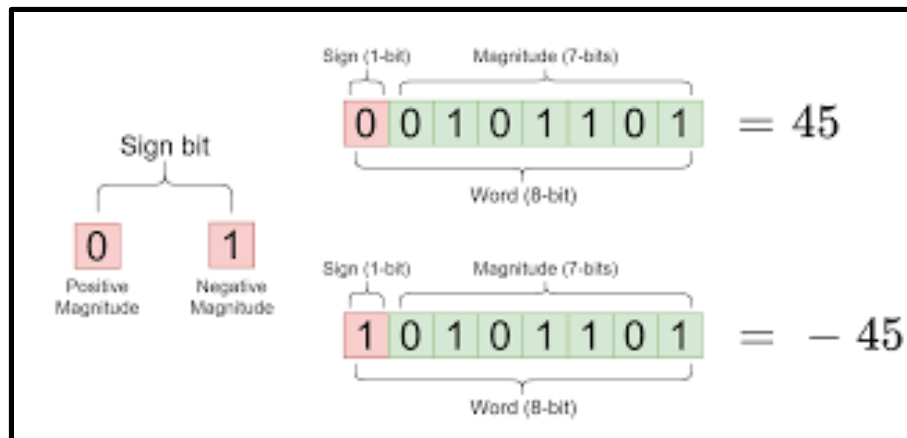 Sign bit
0 1
Positive Magnitude
Negative Magnitude
Sign (1-bit) Magnitude (7-bits)
0 0 1 0 1 1 0 1 = 45
Word (8-bit)
Sign (1-bit) Magnitude (7-bits)
1 0 1 0 1 1 0 1 = - 45
Word (8-bit)